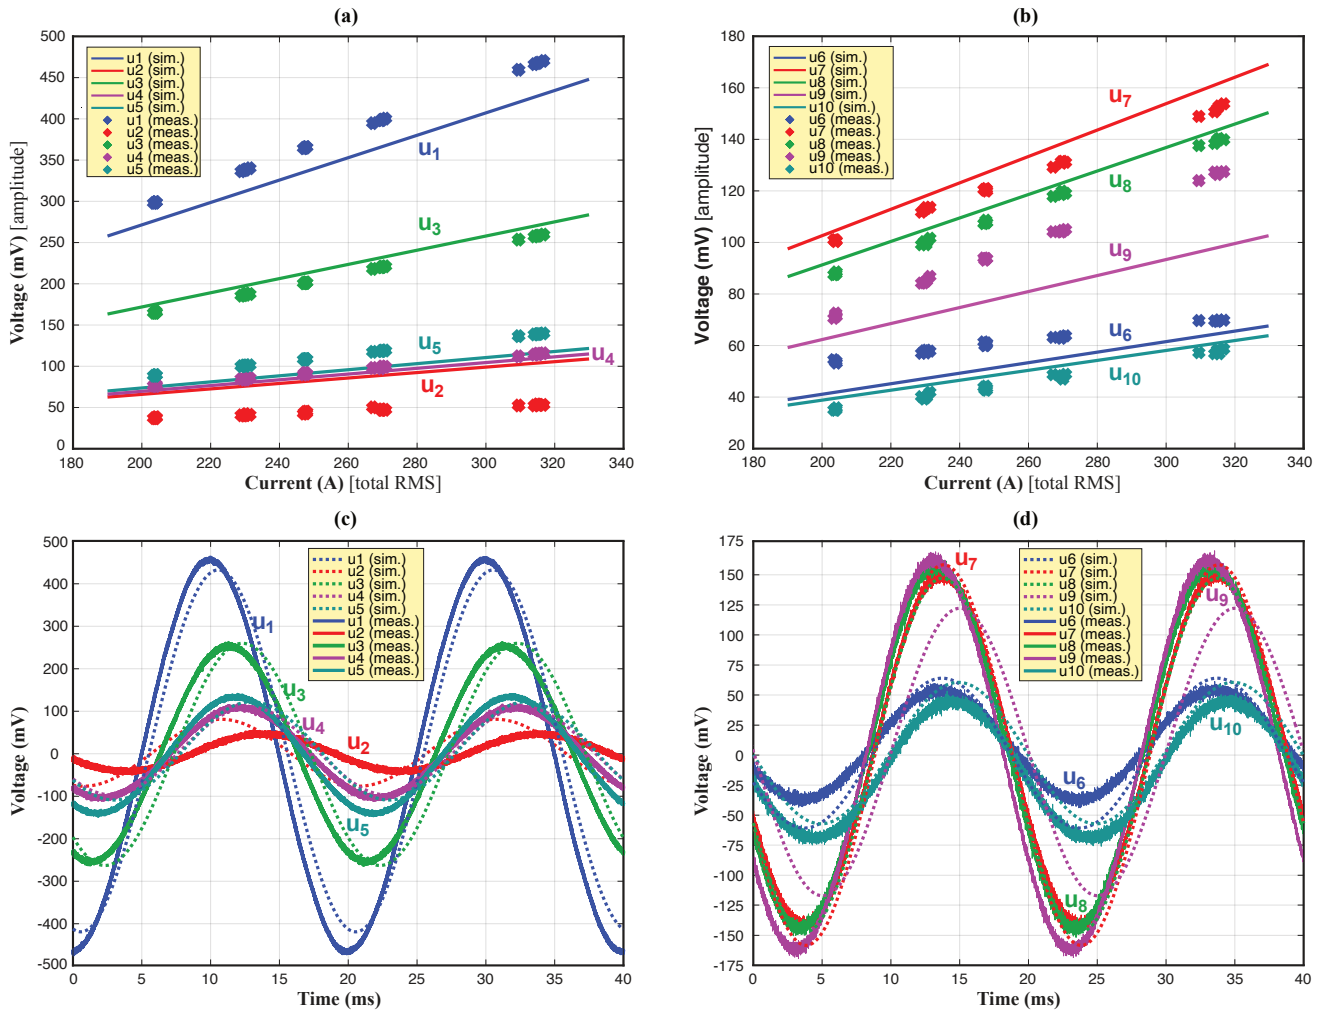 (a)
500
450
400
350
300
250
200
150
100
50
0
180
200
220
240
260
280
300
320
340
Voltage (mV) [amplitude]
Current (A) [total RMS]
u1 (sim.)
u2 (sim.)
u3 (sim.)
u4 (sim.)
u5 (sim.)
u1 (meas.)
u2 (meas.)
u3 (meas.)
u4 (meas.)
u5 (meas.)
u1
u3
u5
u4
u2
(b)
180
160
140
120
100
80
60
40
20
180
200
220
240
260
280
300
320
340
Voltage (mV) [amplitude]
Current (A) [total RMS]
u6 (sim.)
u7 (sim.)
u8 (sim.)
u9 (sim.)
u10 (sim.)
u6 (meas.)
u7 (meas.)
u8 (meas.)
u9 (meas.)
u10 (meas.)
u7
u8
u9
u6
u10
(c)
500
400
300
200
100
0
-100
-200
-300
-400
-500
0
5
10
15
20
25
30
35
40
Voltage (mV)
Time (ms)
u1 (sim.)
u2 (sim.)
u3 (sim.)
u4 (sim.)
u5 (sim.)
u1 (meas.)
u2 (meas.)
u3 (meas.)
u4 (meas.)
u5 (meas.)
u1
u3
u4
u2
u5
(d)
175
150
125
100
75
50
25
0
-25
-50
-75
-100
-125
-150
-175
0
5
10
15
20
25
30
35
40
Voltage (mV)
Time (ms)
u6 (sim.)
u7 (sim.)
u8 (sim.)
u9 (sim.)
u10 (sim.)
u6 (meas.)
u7 (meas.)
u8 (meas.)
u9 (meas.)
u10 (meas.)
u7
u9
u10
u6
u8